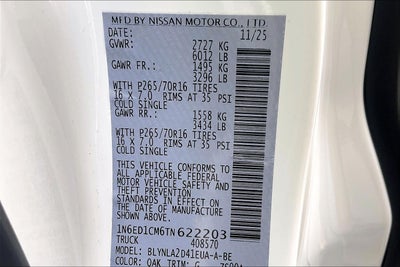 MFD BY NISSAN MOTOR CO., LTD.
DATE: 11/25
GVWR: 2727 KG
6012 LB
GAWR FR.: 1495 KG
3296 LB
WITH P265/70R16 TIRES
16 X 7.0 RIMS AT 35 PSI
COLD SINGLE
GAWR RR.: 1558 KG
3434 LB
WITH P265/70R16 TIRES
16 X 7.0 RIMS AT 35 PSI
COLD SINGLE
THIS VEHICLE CONFORMS TO
ALL APPLICABLE FEDERAL
MOTOR VEHICLE SAFETY AND
THEFT PREVENTION
STANDARDS IN EFFECT ON
THE DATE OF MANUFACTURE
SHOWN ABOVE.
1N6ED1CM6TN622203
TRUCK 408570
MODEL: BLYNLA2D41EUA-A-BE
COLOR: QAK TRIM: G